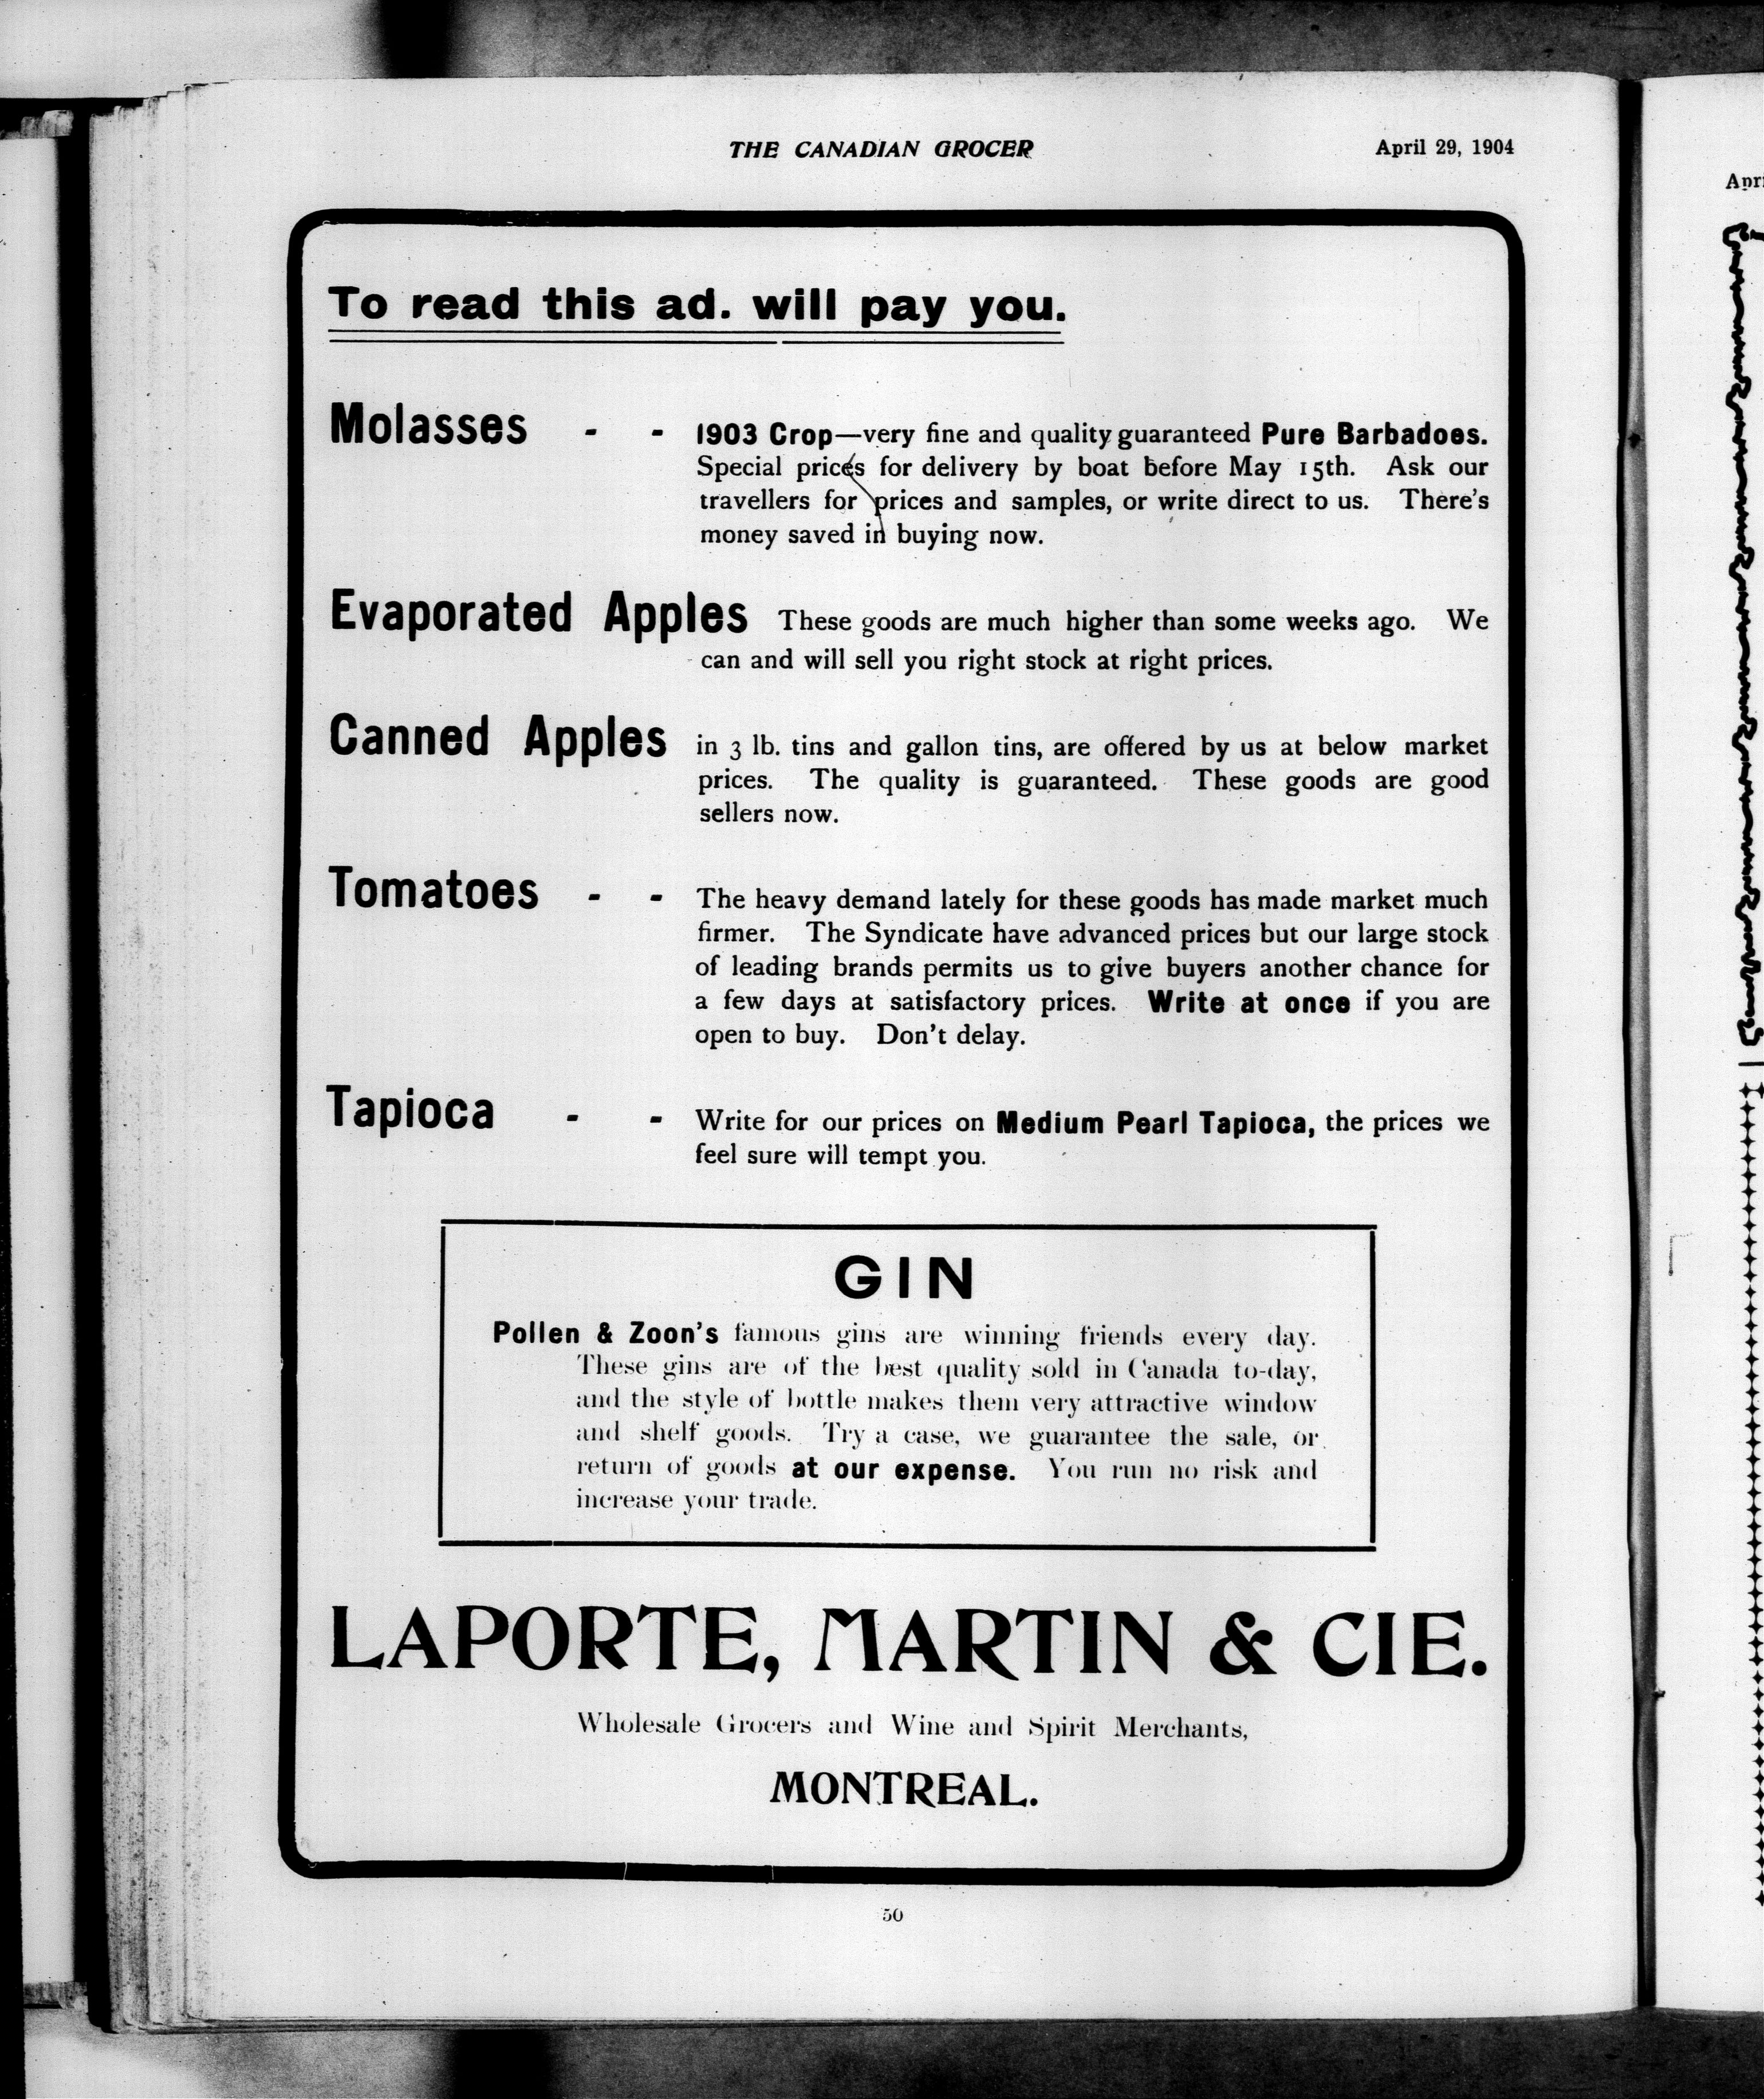 THE CANADIAN GROCER April 29, 1904
To read this ad. will pay you.
Molasses - - 1903 Crop—very fine and quality guaranteed Pure Barbadoes.
Special prices for delivery by boat before May 15th. Ask our
travellers for prices and samples, or write direct to us. There's
money saved in buying now.
Evaporated Apples These goods are much higher than some weeks ago. We
can and will sell you right stock at right prices.
Canned Apples in 3 lb. tins and gallon tins, are offered by us at below market
prices. The quality is guaranteed. These goods are good
sellers now.
Tomatoes - - The heavy demand lately for these goods has made market much
firmer. The Syndicate have advanced prices but our large stock
of leading brands permits us to give buyers another chance for
a few days at satisfactory prices. Write at once if you are
open to buy. Don't delay.
Tapioca - - Write for our prices on Medium Pearl Tapioca, the prices we
feel sure will tempt you.
GIN
Pollen & Zoon's famous gins are winning friends every day.
These gins are of the best quality sold in Canada to-day,
and the style of bottle makes them very attractive window
and shelf goods. Try a case, we guarantee the sale, or
return of goods at our expense. You run no risk and
increase your trade.
LAPORTE, MARTIN & CIE.
Wholesale Grocers and Wine and Spirit Merchants,
MONTREAL.
50